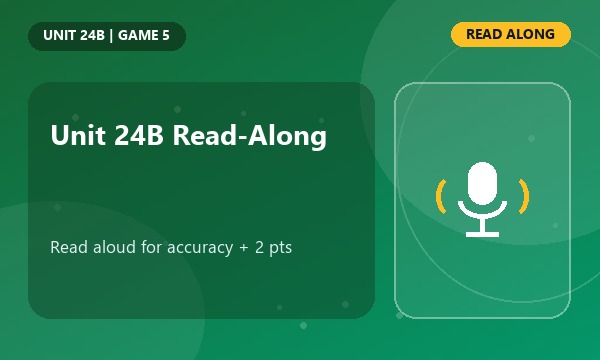 UNIT 24B | GAME 5
READ ALONG
Unit 24B Read-Along
Read aloud for accuracy + 2 pts